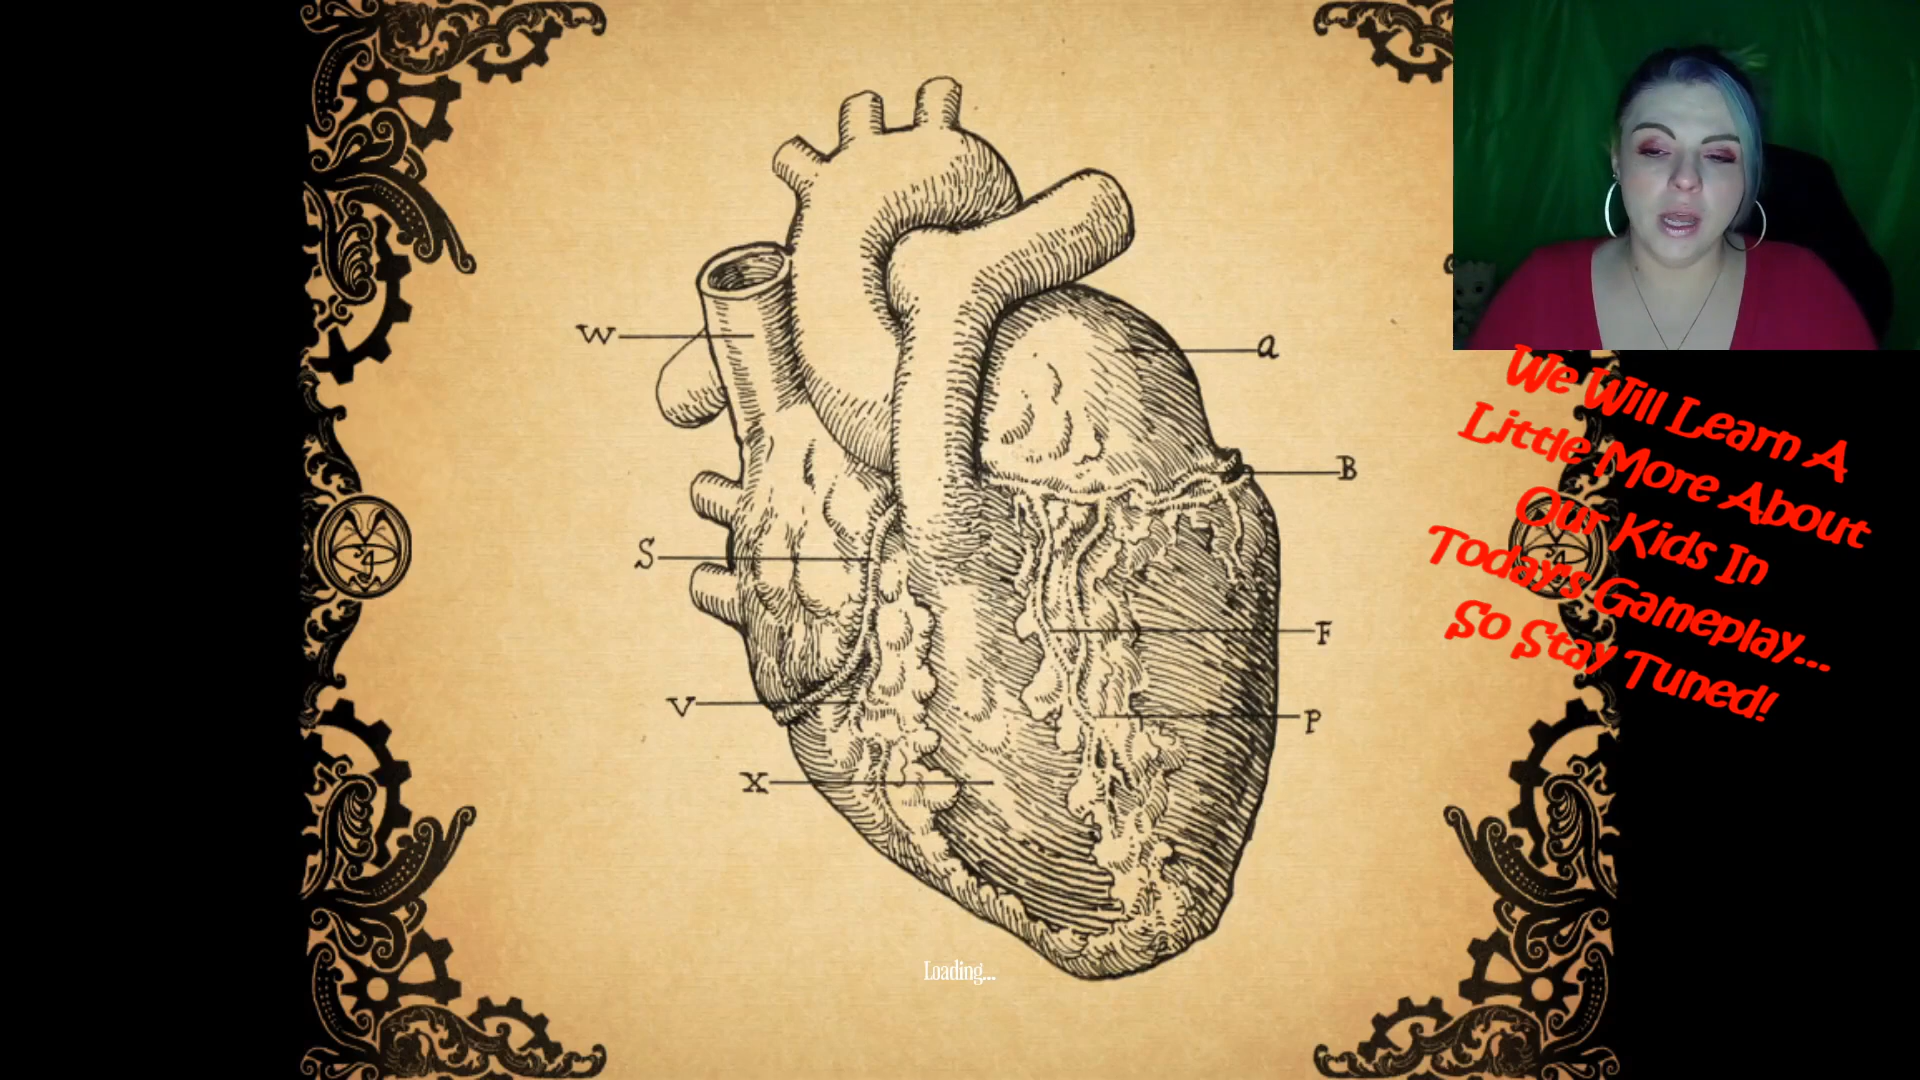 W
a
B
S
F
V
P
X
Loading...
We Will Learn A
Little More About
Our Kids In
Today's Gameplay...
So Stay Tuned!